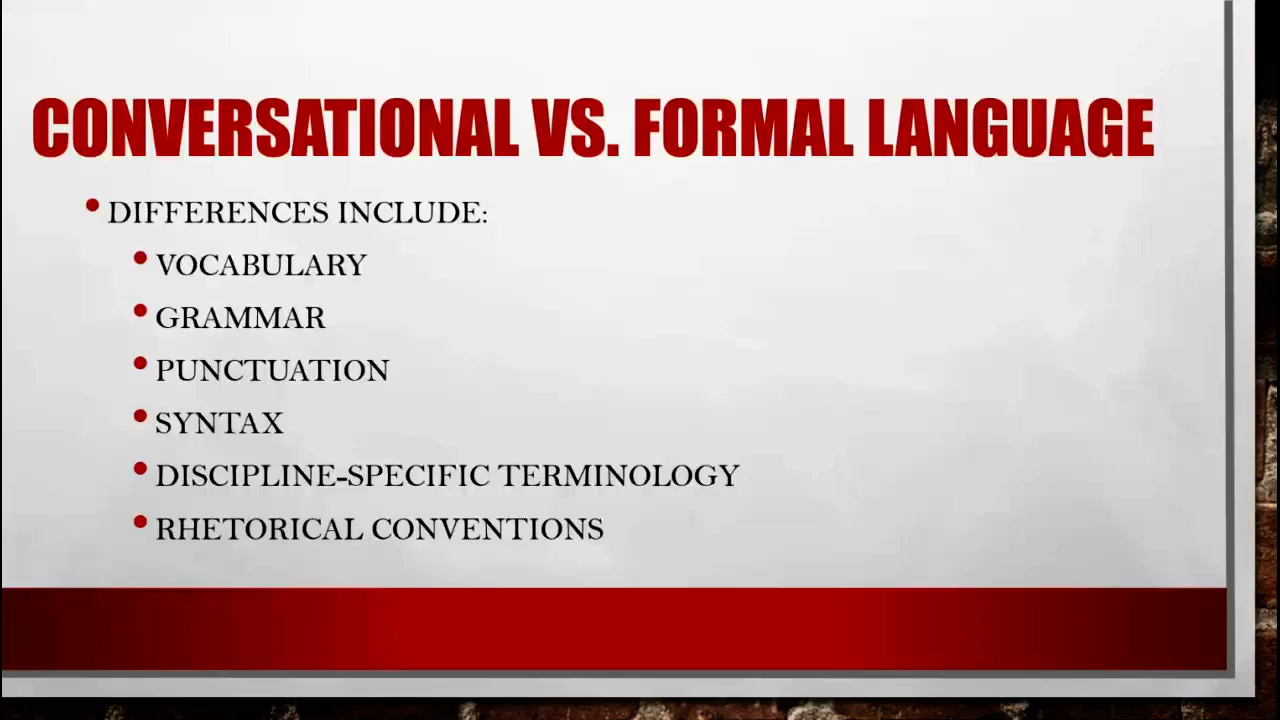 CONVERSATIONAL VS. FORMAL LANGUAGE
• DIFFERENCES INCLUDE:
• VOCABULARY
• GRAMMAR
• PUNCTUATION
• SYNTAX
• DISCIPLINE-SPECIFIC TERMINOLOGY
• RHETORICAL CONVENTIONS